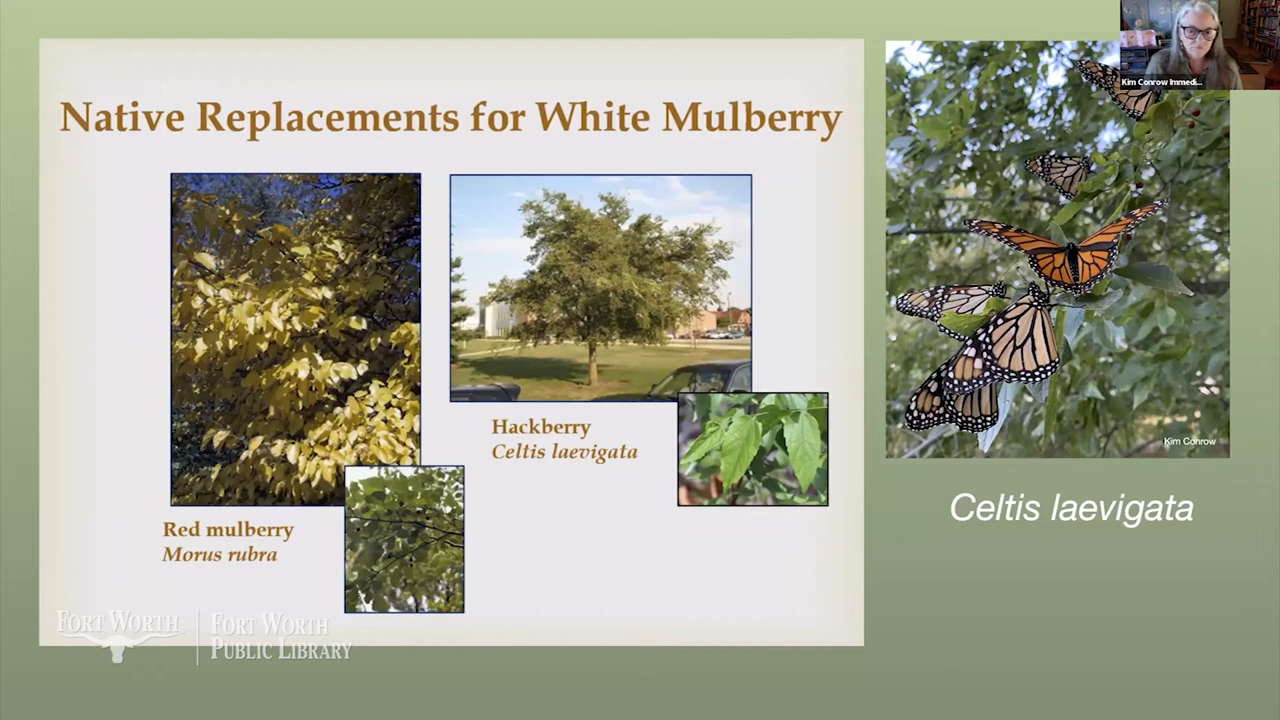 Native Replacements for White Mulberry
Kim Conrow Immedi...
Hackberry
Celtis laevigata
Kim Conrow
Red mulberry
Morus rubra
Celtis laevigata
FORT WORTH
FORT WORTH
PUBLIC LIBRARY